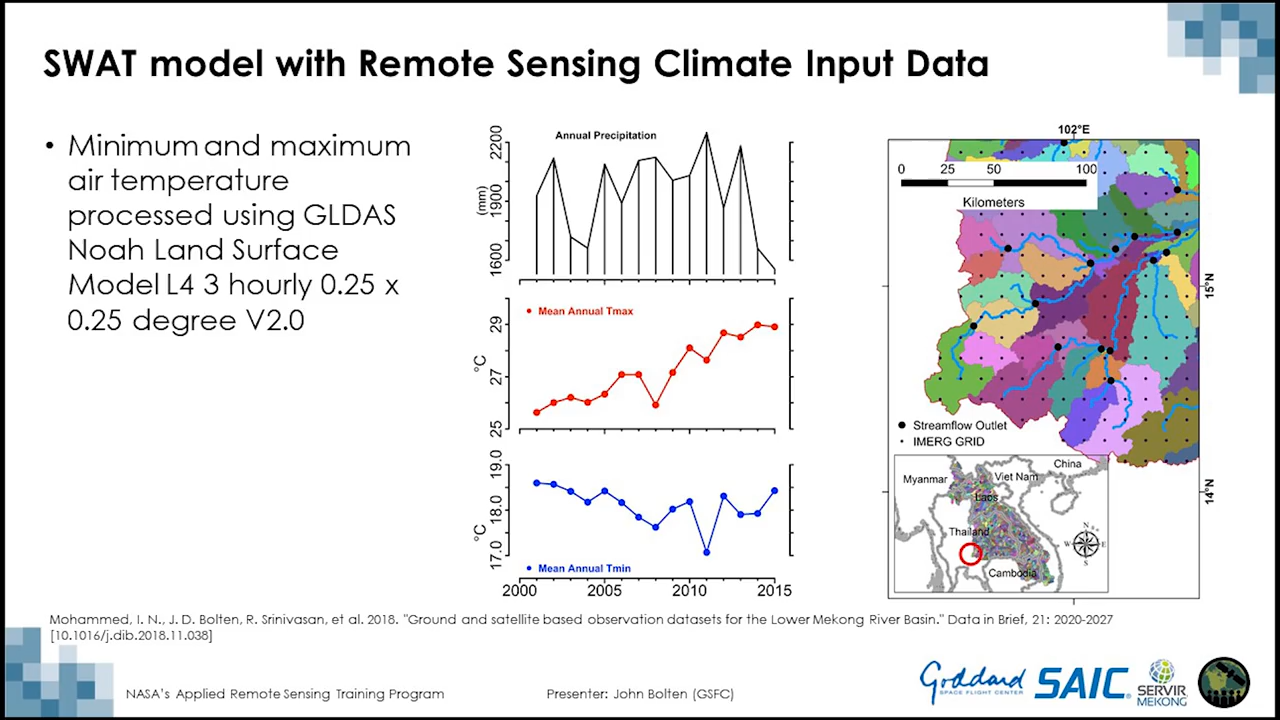 SWAT model with Remote Sensing Climate Input Data
• Minimum and maximum
air temperature
processed using GLDAS
Noah Land Surface
Model L4 3 hourly 0.25 x
0.25 degree V2.0
Annual Precipitation
2200
1900
1600
(mm)
Mean Annual Tmax
29
27
25
°C
19.0
18.0
17.0
°C
Mean Annual Tmin
2000 2005 2010 2015
102°E
0 25 50 100
Kilometers
15°N
14°N
Streamflow Outlet
IMERG GRID
China
Myanmar
Viet Nam
Laos
Thailand
Cambodia
N
W E
S
Mohammed, I. N., J. D. Bolten, R. Srinivasan, et al. 2018. "Ground and satellite based observation datasets for the Lower Mekong River Basin." Data in Brief, 21: 2020-2027
[10.1016/j.dib.2018.11.038]
NASA's Applied Remote Sensing Training Program
Presenter: John Bolten (GSFC)
Goddard
SPACE FLIGHT CENTER
SAIC
SERVIR
MEKONG